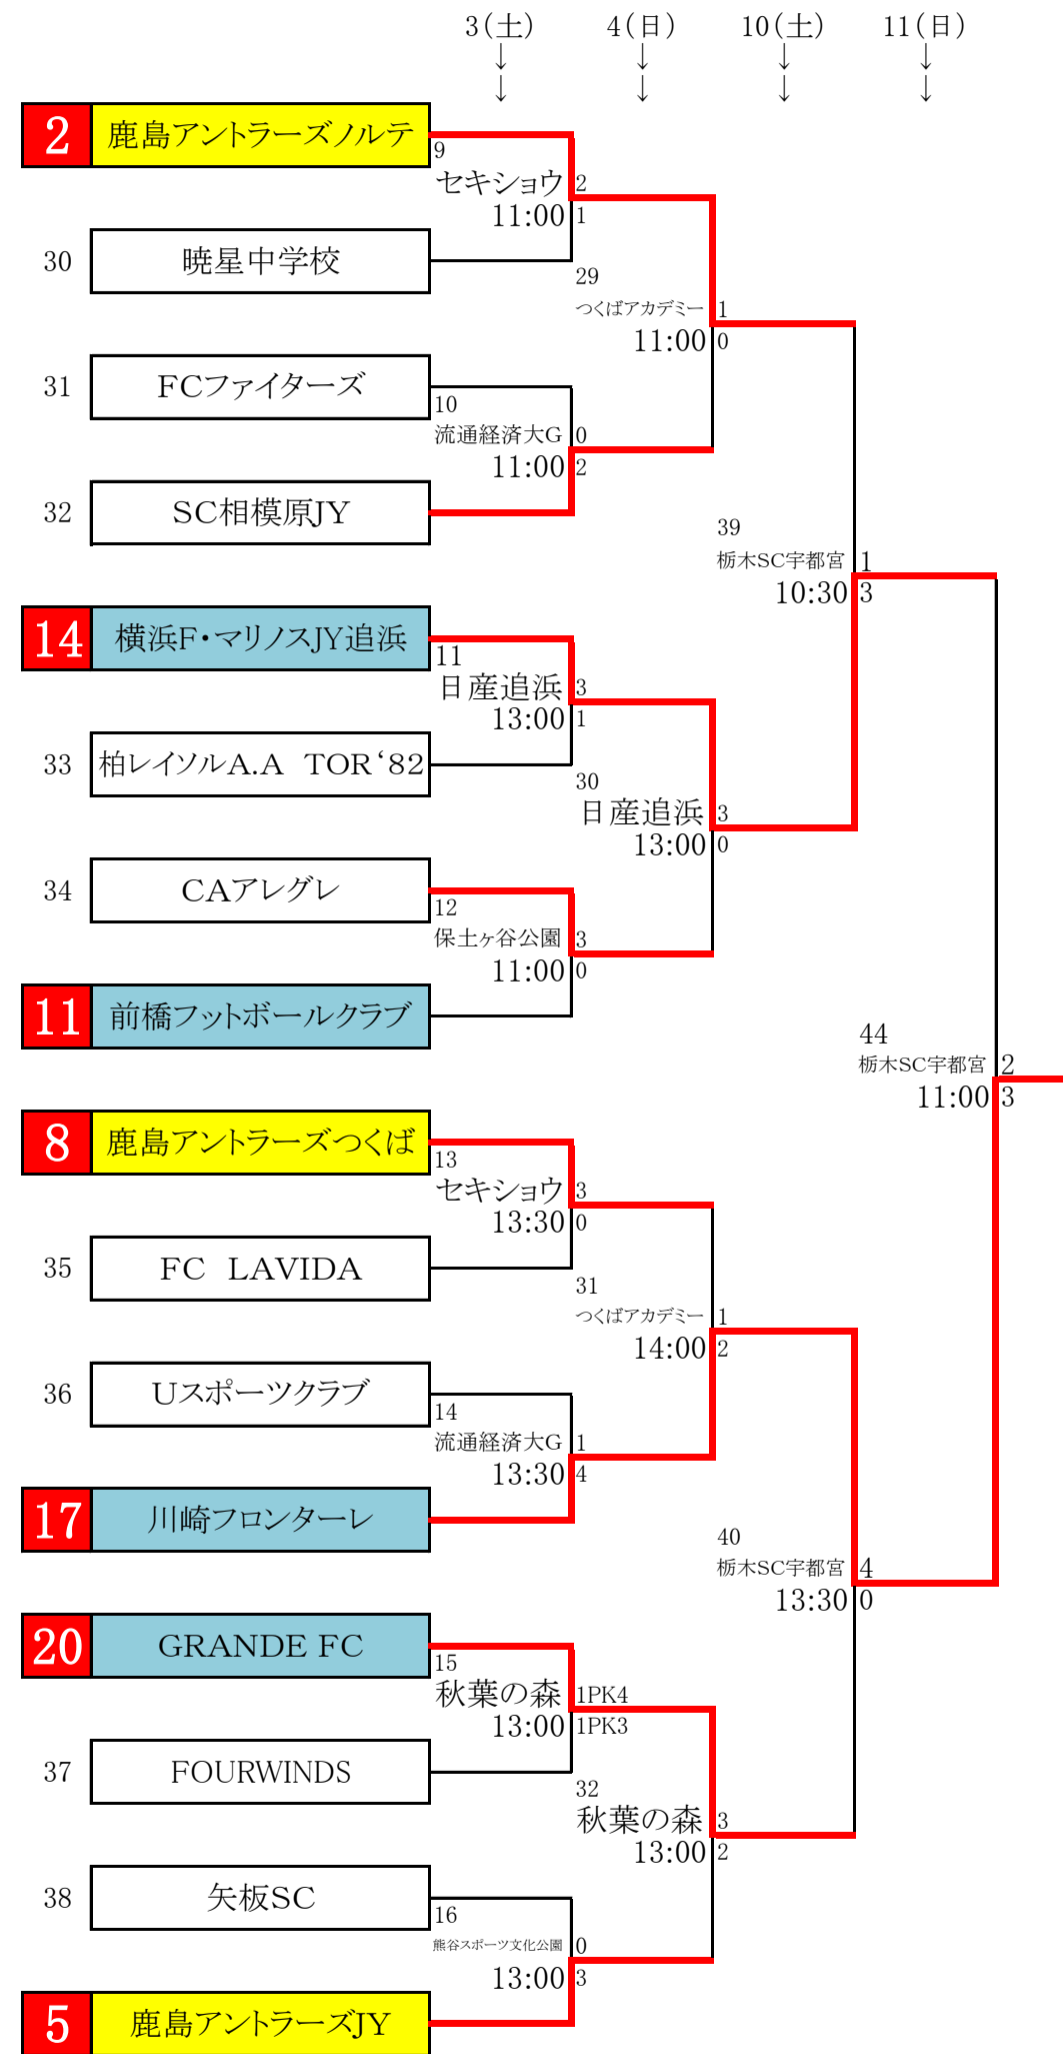 3(土) 4(日) 10(土) 11(日)
↓ ↓ ↓ ↓
↓ ↓ ↓ ↓
2 鹿島アントラーズノルテ
9
セキショウ 2
11:00 1
30 暁星中学校
29
つくばアカデミー 1
11:00 0
31 FCファイターズ
10
流通経済大G 0
11:00 2
32 SC相模原JY
39
栃木SC宇都宮 1
10:30 3
14 横浜F・マリノスJY追浜
11
日産追浜 3
13:00 1
33 柏レイソルA.A TOR‘82
30
日産追浜 3
13:00 0
34 CAアレグレ
12
保土ヶ谷公園 3
11:00 0
11 前橋フットボールクラブ
44
栃木SC宇都宮 2
11:00 3
8 鹿島アントラーズつくば
13
セキショウ 3
13:30 0
35 FC LAVIDA
31
つくばアカデミー 1
14:00 2
36 Uスポーツクラブ
14
流通経済大G 1
13:30 4
17 川崎フロンターレ
40
栃木SC宇都宮 4
13:30 0
20 GRANDE FC
15
秋葉の森 1PK4
13:00 1PK3
37 FOURWINDS
32
秋葉の森 3
13:00 2
38 矢板SC
16
熊谷スポーツ文化公園 0
13:00 3
5 鹿島アントラーズJY